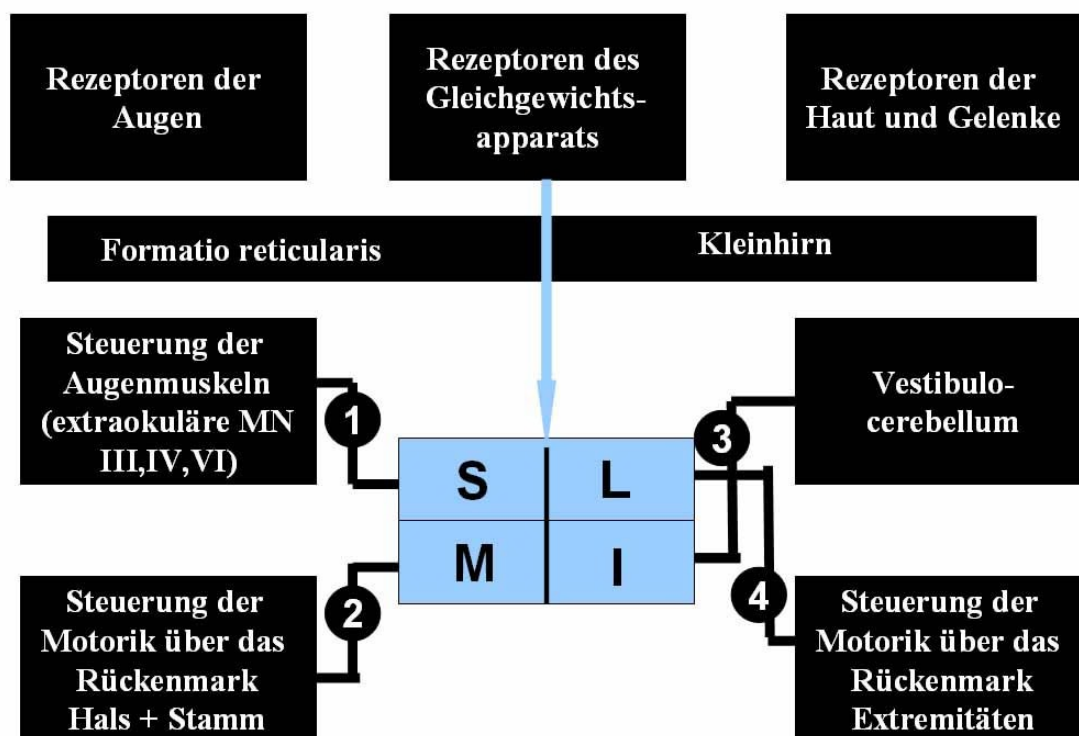 Rezeptoren der
Augen
Rezeptoren des
Gleichgewichts-
apparats
Rezeptoren der
Haut und Gelenke
Formatio reticularis
Kleinhirn
Steuerung der
Augenmuskeln
(extraokuläre MN
III,IV,VI)
1
S
L
M
I
3
Vestibulo-
cerebellum
2
Steuerung der
Motorik über das
Rückenmark
Hals + Stamm
4
Steuerung der
Motorik über das
Rückenmark
Extremitäten